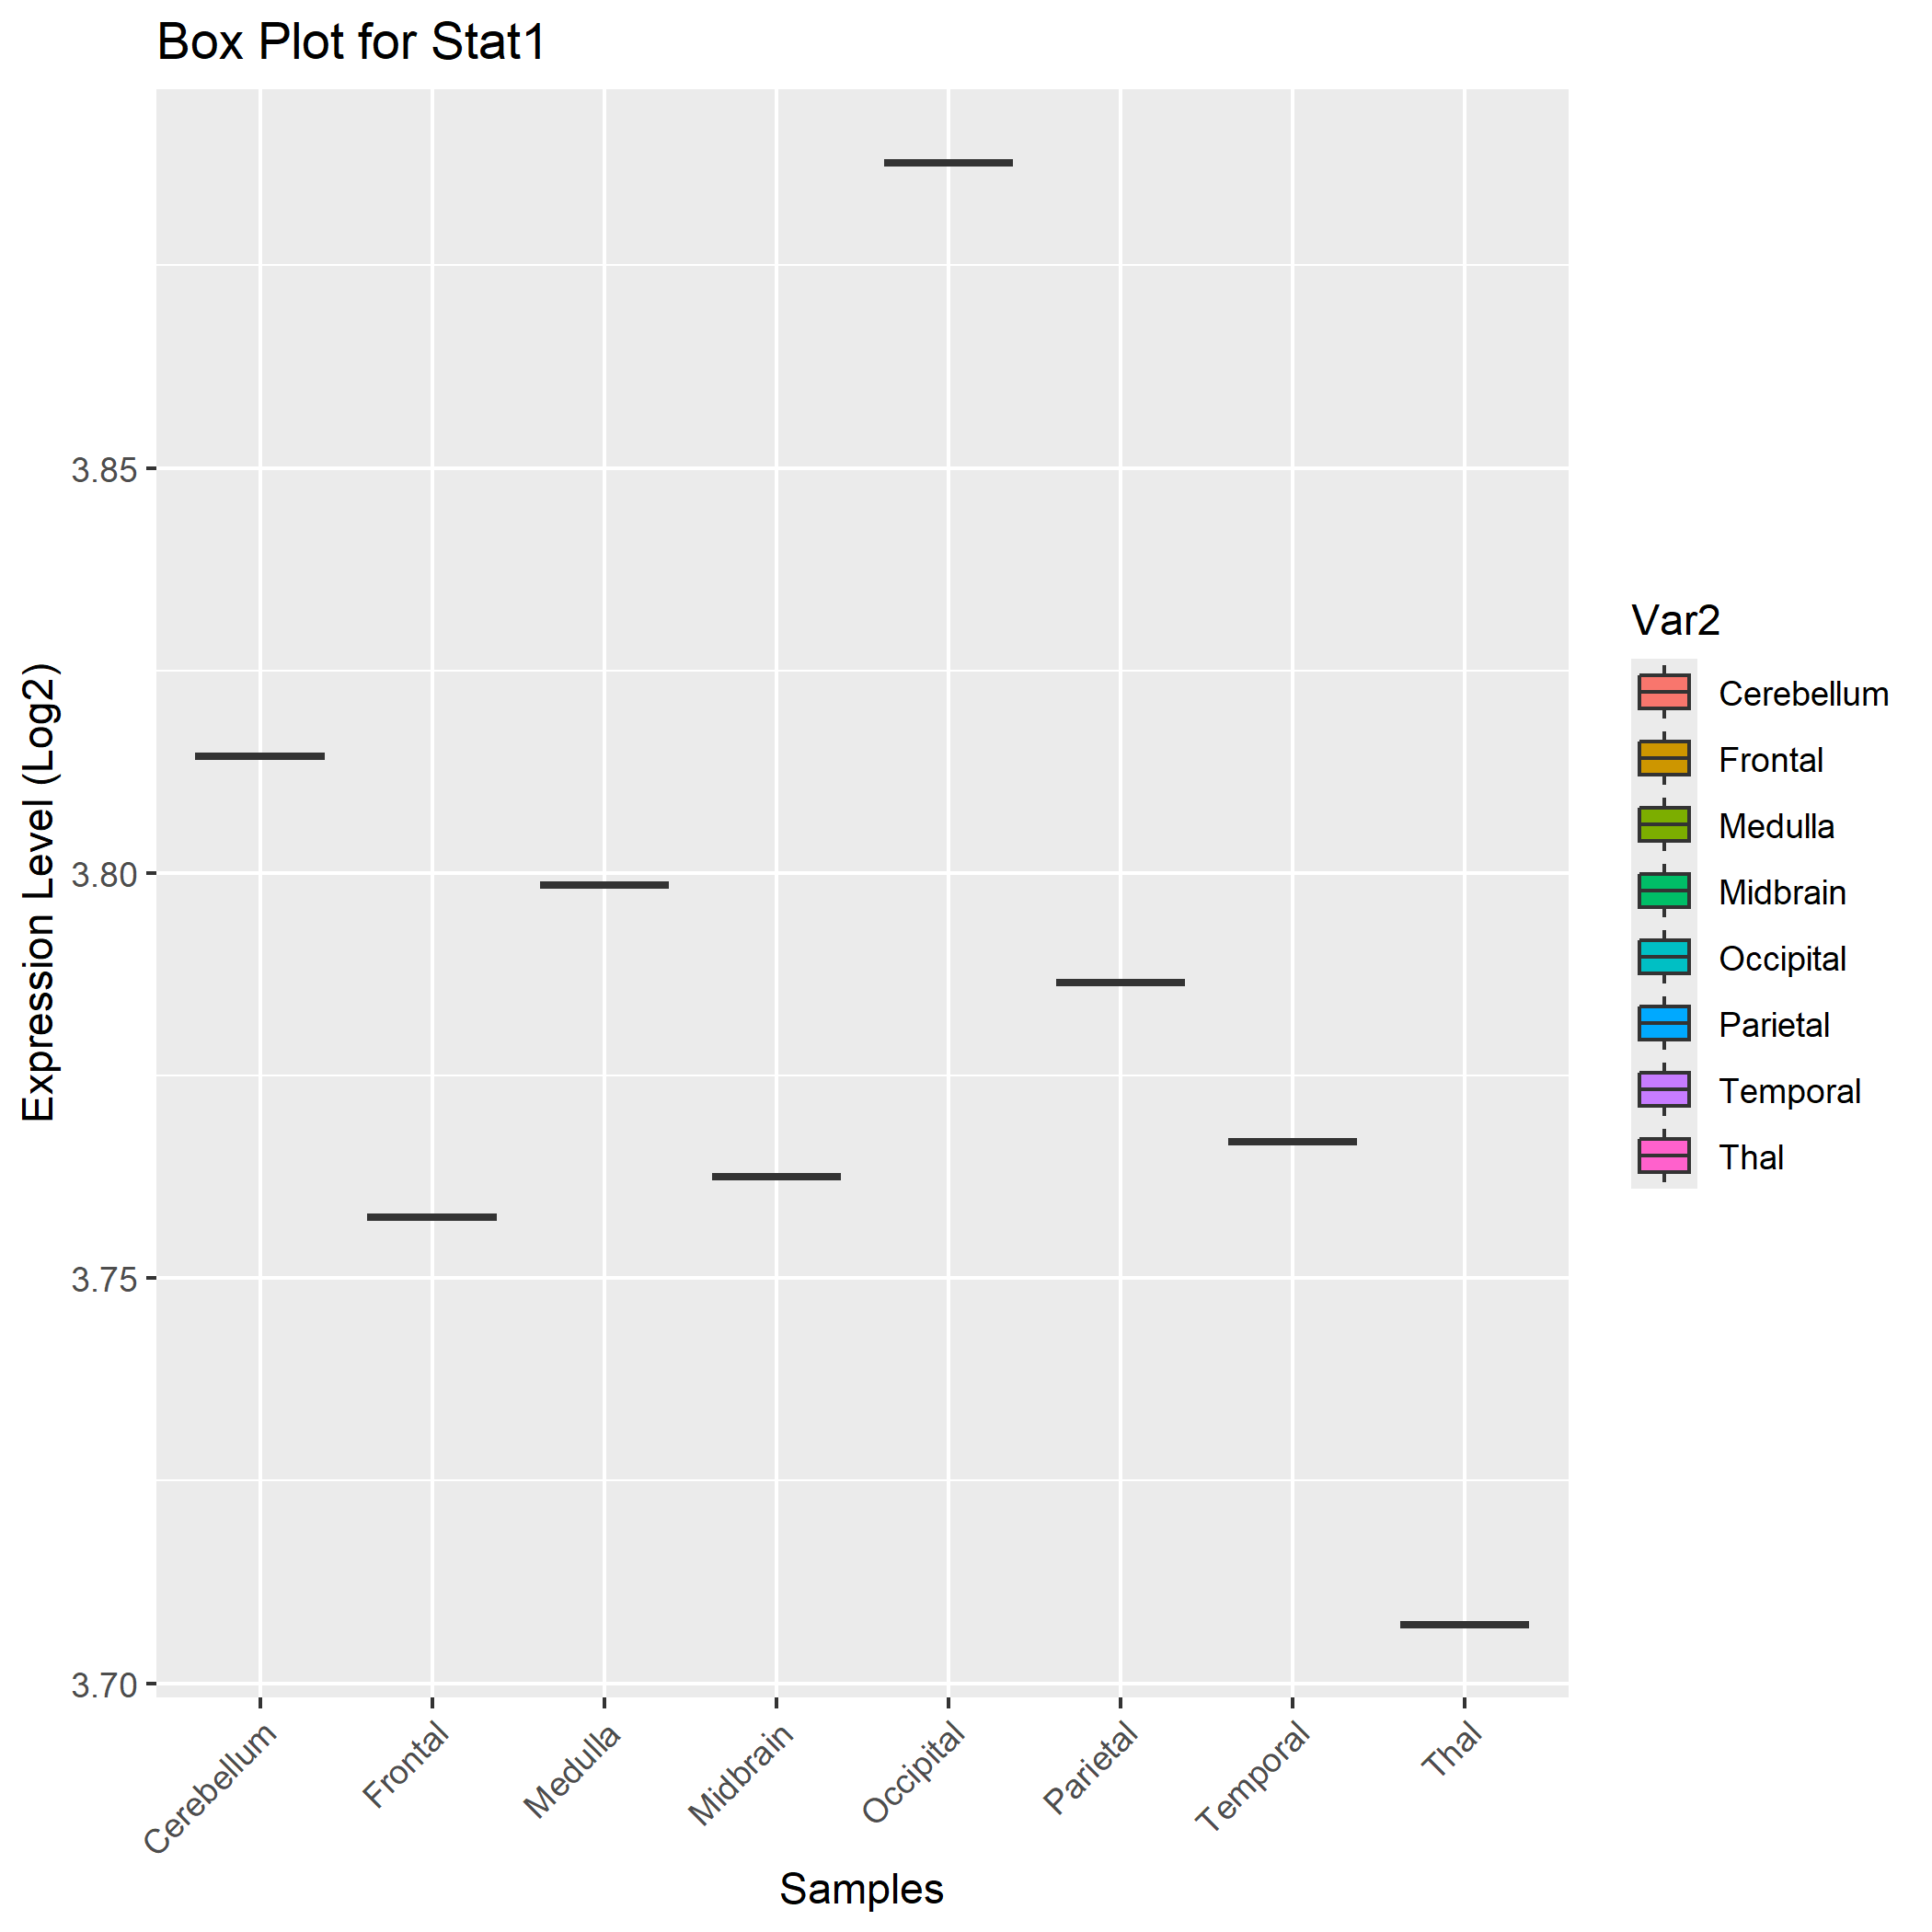 Box Plot for Stat1
Expression Level (Log2)
3.85
3.80
3.75
3.70
Cerebellum
Frontal
Medulla
Midbrain
Occipital
Parietal
Temporal
Thal
Samples
Var2
Cerebellum
Frontal
Medulla
Midbrain
Occipital
Parietal
Temporal
Thal